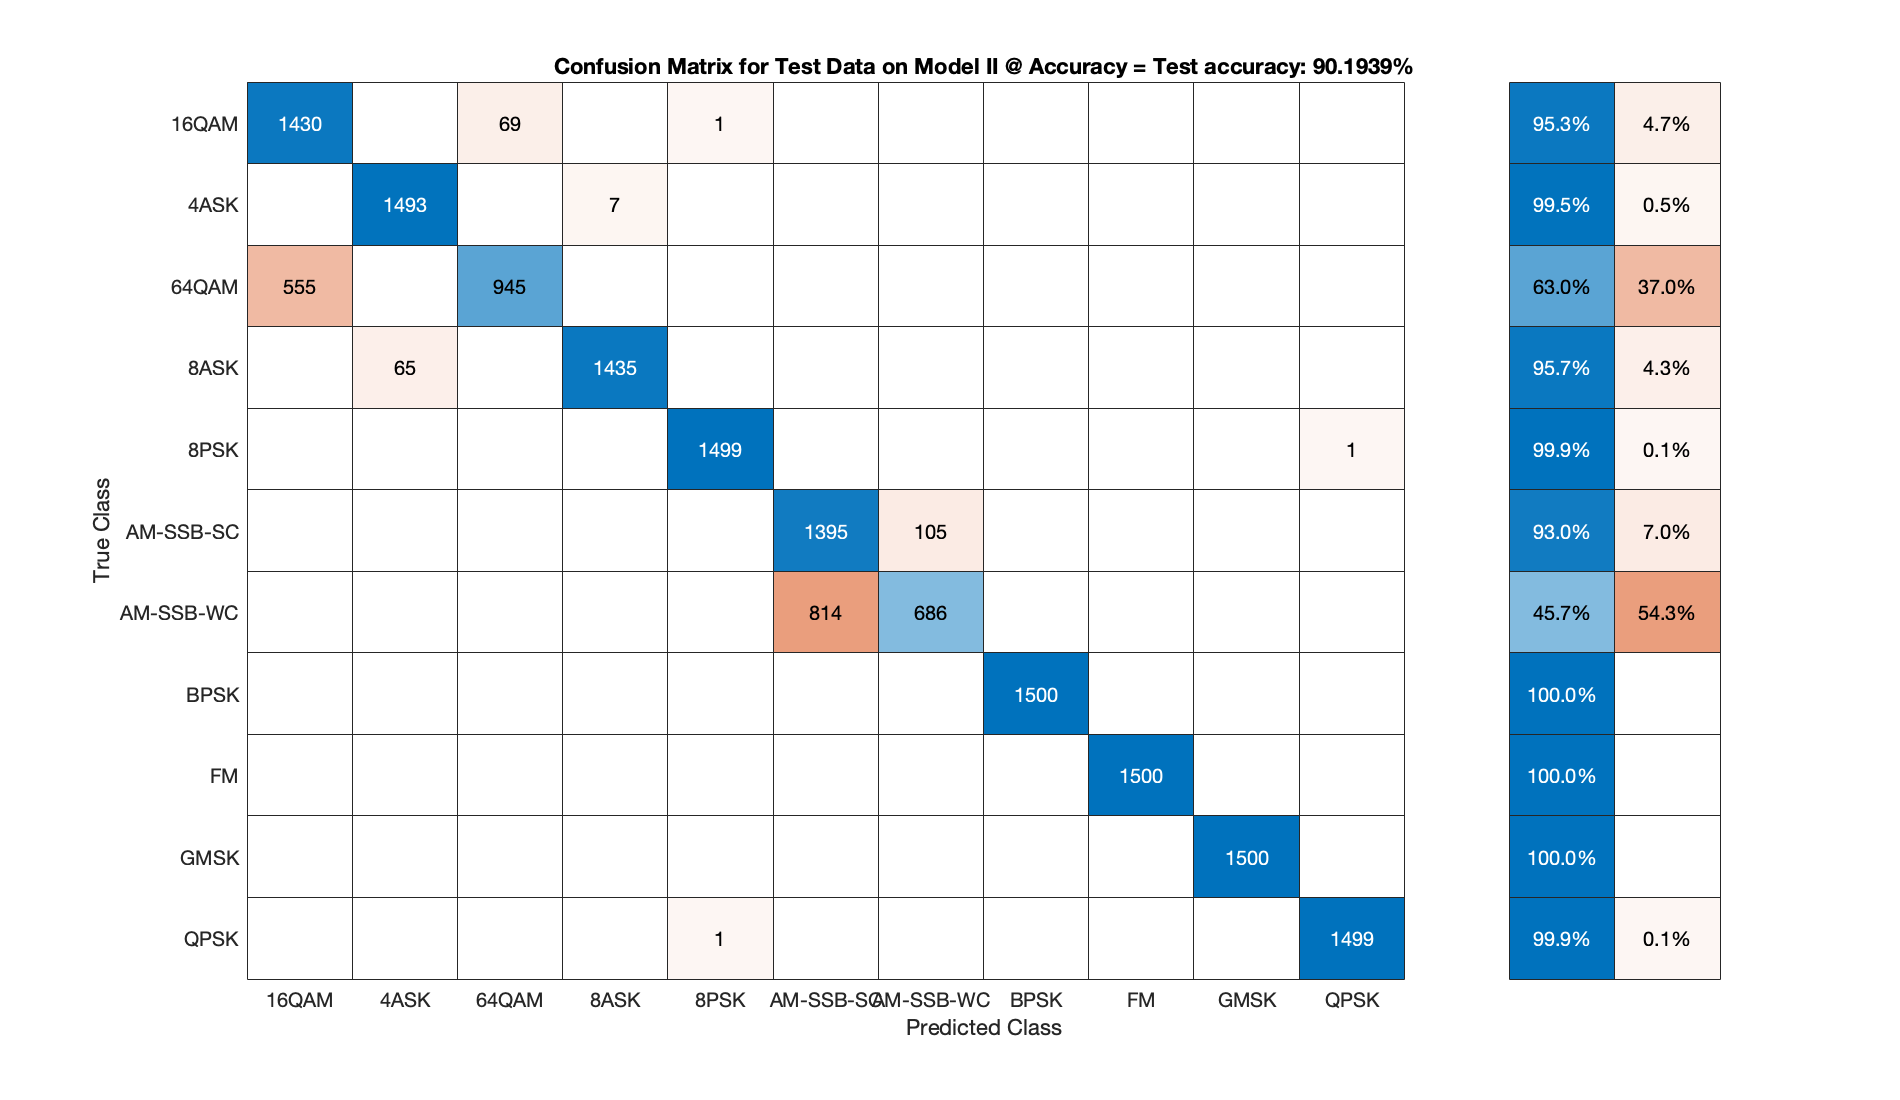 Confusion Matrix for Test Data on Model II @ Accuracy = Test accuracy: 90.1939%
16QAM 1430 69 1 95.3% 4.7%
4ASK 1493 7 99.5% 0.5%
64QAM 555 945 63.0% 37.0%
8ASK 65 1435 95.7% 4.3%
8PSK 1499 1 99.9% 0.1%
True Class
AM-SSB-SC 1395 105 93.0% 7.0%
AM-SSB-WC 814 686 45.7% 54.3%
BPSK 1500 100.0%
FM 1500 100.0%
GMSK 1500 100.0%
QPSK 1 1499 99.9% 0.1%
16QAM 4ASK 64QAM 8ASK 8PSK AM-SSB-SC AM-SSB-WC BPSK FM GMSK QPSK
Predicted Class